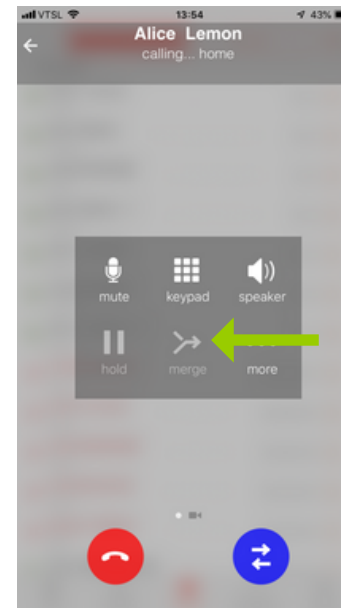 VTSL 13:54 43%
Alice Lemon
calling... home
mute keypad speaker
hold merge more